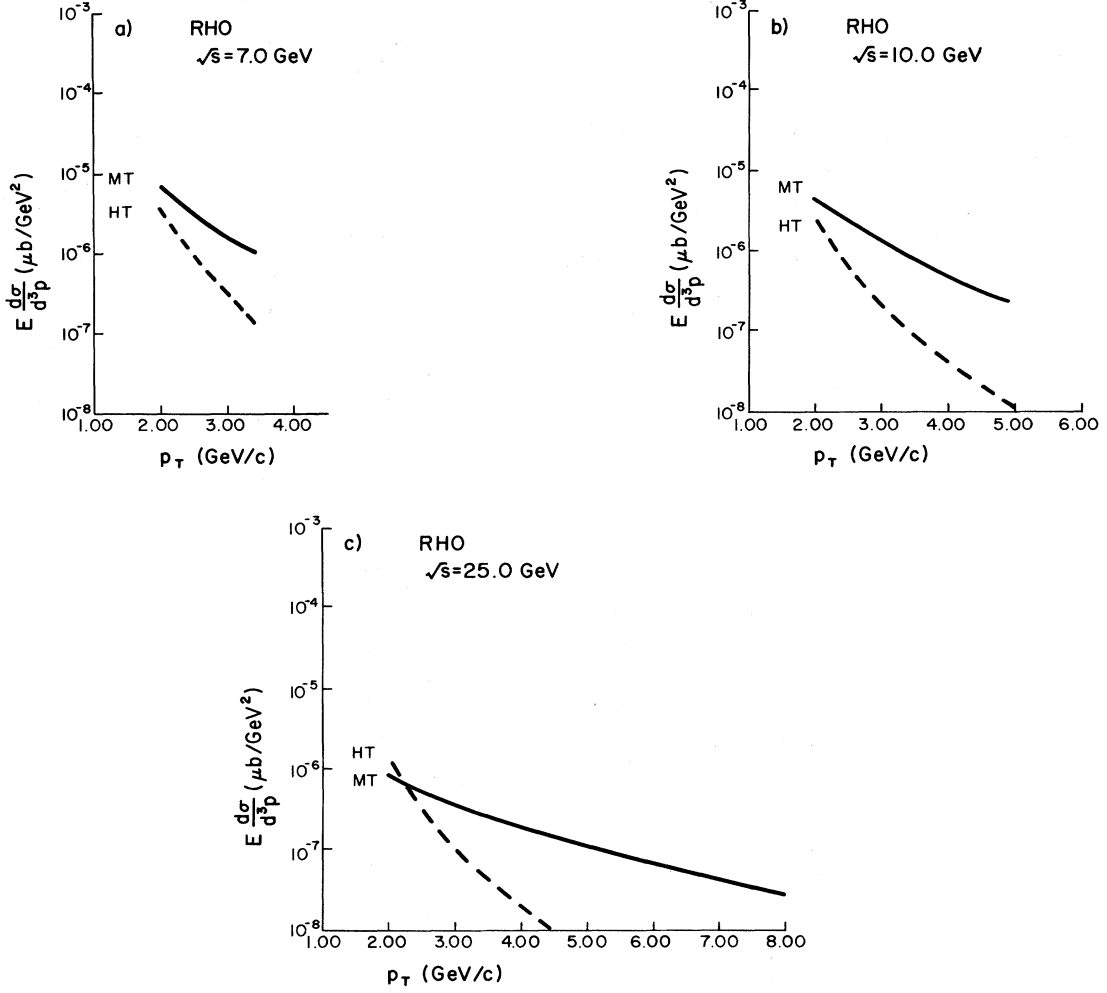 a) RHO
√s=7.0 GeV
10⁻³
10⁻⁴
10⁻⁵
10⁻⁶
10⁻⁷
10⁻⁸
MT
HT
E dσ/d³p (μb/GeV²)
1.00 2.00 3.00 4.00
p_T (GeV/c)
b) RHO
√s=10.0 GeV
10⁻³
10⁻⁴
10⁻⁵
10⁻⁶
10⁻⁷
10⁻⁸
MT
HT
E dσ/d³p (μb/GeV²)
1.00 2.00 3.00 4.00 5.00 6.00
p_T (GeV/c)
c) RHO
√s=25.0 GeV
10⁻³
10⁻⁴
10⁻⁵
10⁻⁶
10⁻⁷
10⁻⁸
HT
MT
E dσ/d³p (μb/GeV²)
1.00 2.00 3.00 4.00 5.00 6.00 7.00 8.00
p_T (GeV/c)